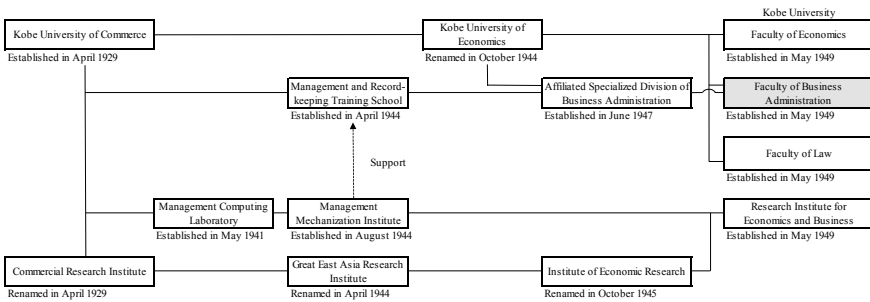 Kobe University
Kobe University of Commerce
Established in April 1929
Kobe University of
Economics
Renamed in October 1944
Faculty of Economics
Established in May 1949
Management and Record-
keeping Training School
Established in April 1944
Affiliated Specialized Division of
Business Administration
Established in June 1947
Faculty of Business
Administration
Established in May 1949
Support
Faculty of Law
Established in May 1949
Management Computing
Laboratory
Established in May 1941
Management
Mechanization Institute
Established in August 1944
Research Institute for
Economics and Business
Established in May 1949
Commercial Research Institute
Renamed in April 1929
Great East Asia Research
Institute
Renamed in April 1944
Institute of Economic Research
Renamed in October 1945